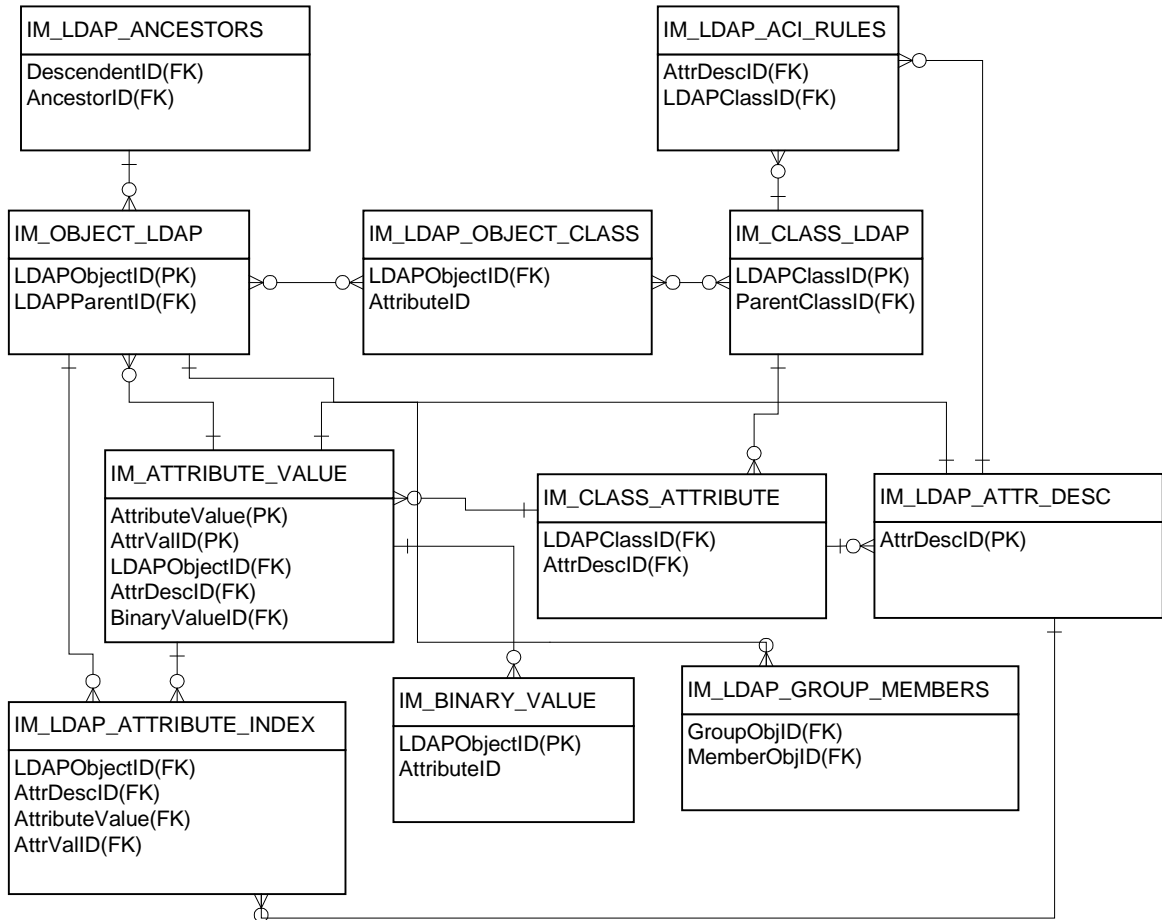 IM_LDAP_ANCESTORS
DescendentID(FK)
AncestorID(FK)
IM_LDAP_ACI_RULES
AttrDescID(FK)
LDAPClassID(FK)
IM_OBJECT_LDAP
LDAPObjectID(PK)
LDAPParentID(FK)
IM_LDAP_OBJECT_CLASS
LDAPObjectID(FK)
AttributeID
IM_CLASS_LDAP
LDAPClassID(PK)
ParentClassID(FK)
IM_ATTRIBUTE_VALUE
AttributeValue(PK)
AttrValID(PK)
LDAPObjectID(FK)
AttrDescID(FK)
BinaryValueID(FK)
IM_CLASS_ATTRIBUTE
LDAPClassID(FK)
AttrDescID(FK)
IM_LDAP_ATTR_DESC
AttrDescID(PK)
IM_LDAP_ATTRIBUTE_INDEX
LDAPObjectID(FK)
AttrDescID(FK)
AttributeValue(FK)
AttrValID(FK)
IM_BINARY_VALUE
LDAPObjectID(PK)
AttributeID
IM_LDAP_GROUP_MEMBERS
GroupObjID(FK)
MemberObjID(FK)